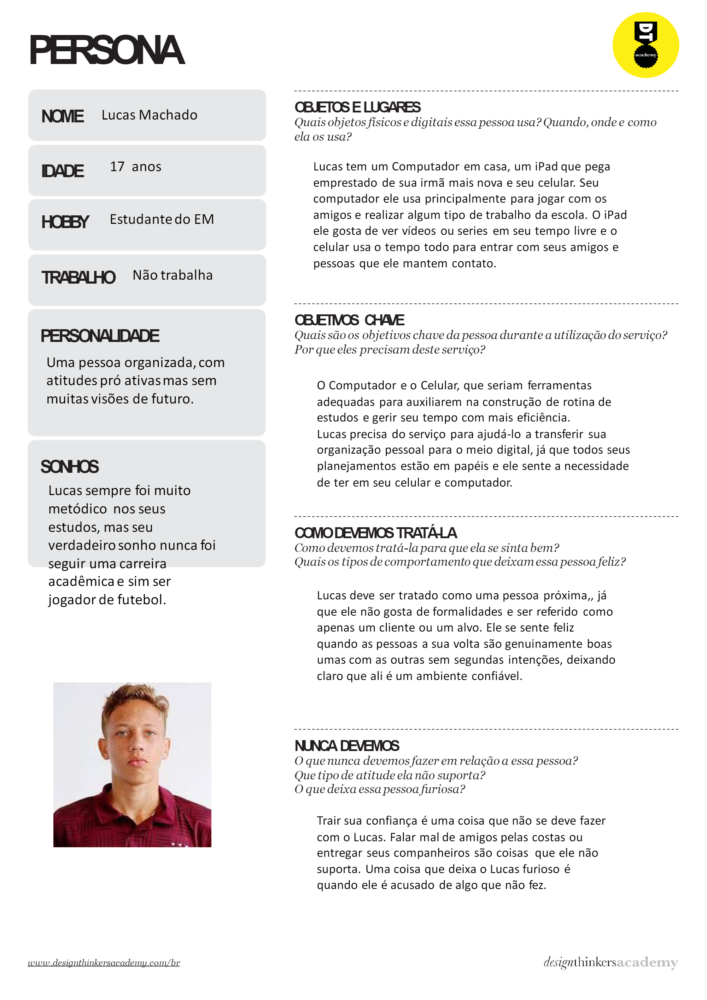 PERSONA
DT
academy
NOME Lucas Machado
IDADE 17 anos
HOBBY Estudante do EM
TRABALHO Não trabalha
PERSONALIDADE
Uma pessoa organizada, com
atitudes pró ativas mas sem
muitas visões de futuro.
SONHOS
Lucas sempre foi muito
metódico nos seus
estudos, mas seu
verdadeiro sonho nunca foi
seguir uma carreira
acadêmica e sim ser
jogador de futebol.
OBJETOS E LUGARES
Quais objetos físicos e digitais essa pessoa usa? Quando, onde e como
ela os usa?
Lucas tem um Computador em casa, um iPad que pega
emprestado de sua irmã mais nova e seu celular. Seu
computador ele usa principalmente para jogar com os
amigos e realizar algum tipo de trabalho da escola. O iPad
ele gosta de ver vídeos ou series em seu tempo livre e o
celular usa o tempo todo para entrar com seus amigos e
pessoas que ele mantem contato.
OBJETIVOS CHAVE
Quais são os objetivos chave da pessoa durante a utilização do serviço?
Por que eles precisam deste serviço?
O Computador e o Celular, que seriam ferramentas
adequadas para auxiliarem na construção de rotina de
estudos e gerir seu tempo com mais eficiência.
Lucas precisa do serviço para ajudá-lo a transferir sua
organização pessoal para o meio digital, já que todos seus
planejamentos estão em papéis e ele sente a necessidade
de ter em seu celular e computador.
COMO DEVEMOS TRATÁ-LA
Como devemos tratá-la para que ela se sinta bem?
Quais os tipos de comportamento que deixam essa pessoa feliz?
Lucas deve ser tratado como uma pessoa próxima,, já
que ele não gosta de formalidades e ser referido como
apenas um cliente ou um alvo. Ele se sente feliz
quando as pessoas a sua volta são genuinamente boas
umas com as outras sem segundas intenções, deixando
claro que ali é um ambiente confiável.
NUNCA DEVEMOS
O que nunca devemos fazer em relação a essa pessoa?
Que tipo de atitude ela não suporta?
O que deixa essa pessoa furiosa?
Trair sua confiança é uma coisa que não se deve fazer
com o Lucas. Falar mal de amigos pelas costas ou
entregar seus companheiros são coisas que ele não
suporta. Uma coisa que deixa o Lucas furioso é
quando ele é acusado de algo que não fez.
www.designthinkersacademy.com/br
designthinkersacademy